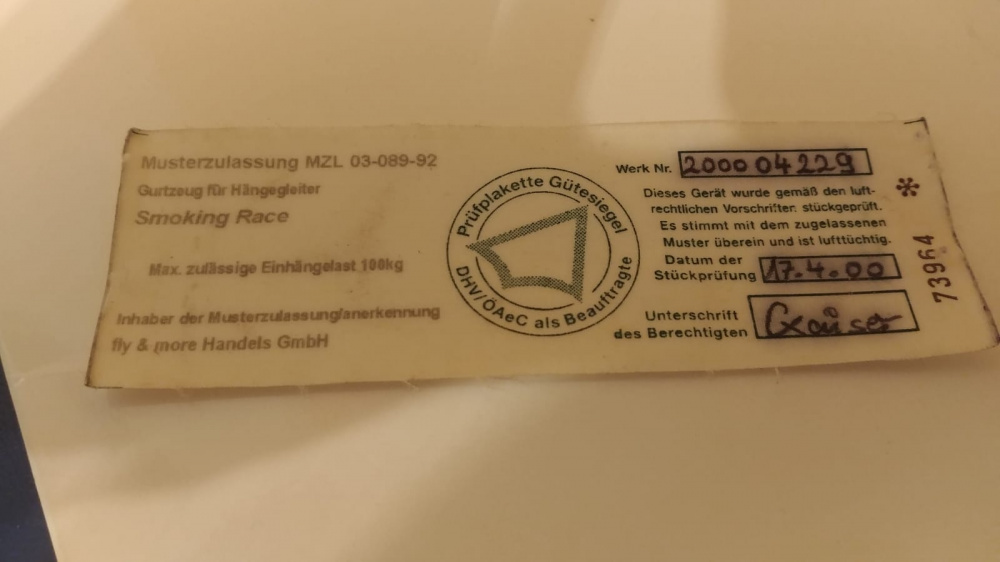 Musterzulassung MZL 03-089-92
Gurtzeug für Hängegleiter
Smoking Race
Max. zulässige Einhängelast 100kg
Inhaber der Musterzulassung/anerkennung
fly & more Handels GmbH
Prüfplakette Gütesiegel
DHV/ÖAeC als Beauftragte
Werk Nr. 200004229
Dieses Gerät wurde gemäß den luft-
rechtlichen Vorschriften stückgeprüft.
Es stimmt mit dem zugelassenen
Muster überein und ist lufttüchtig.
Datum der
Stückprüfung 17.4.00
Unterschrift
des Berechtigten
*
73964